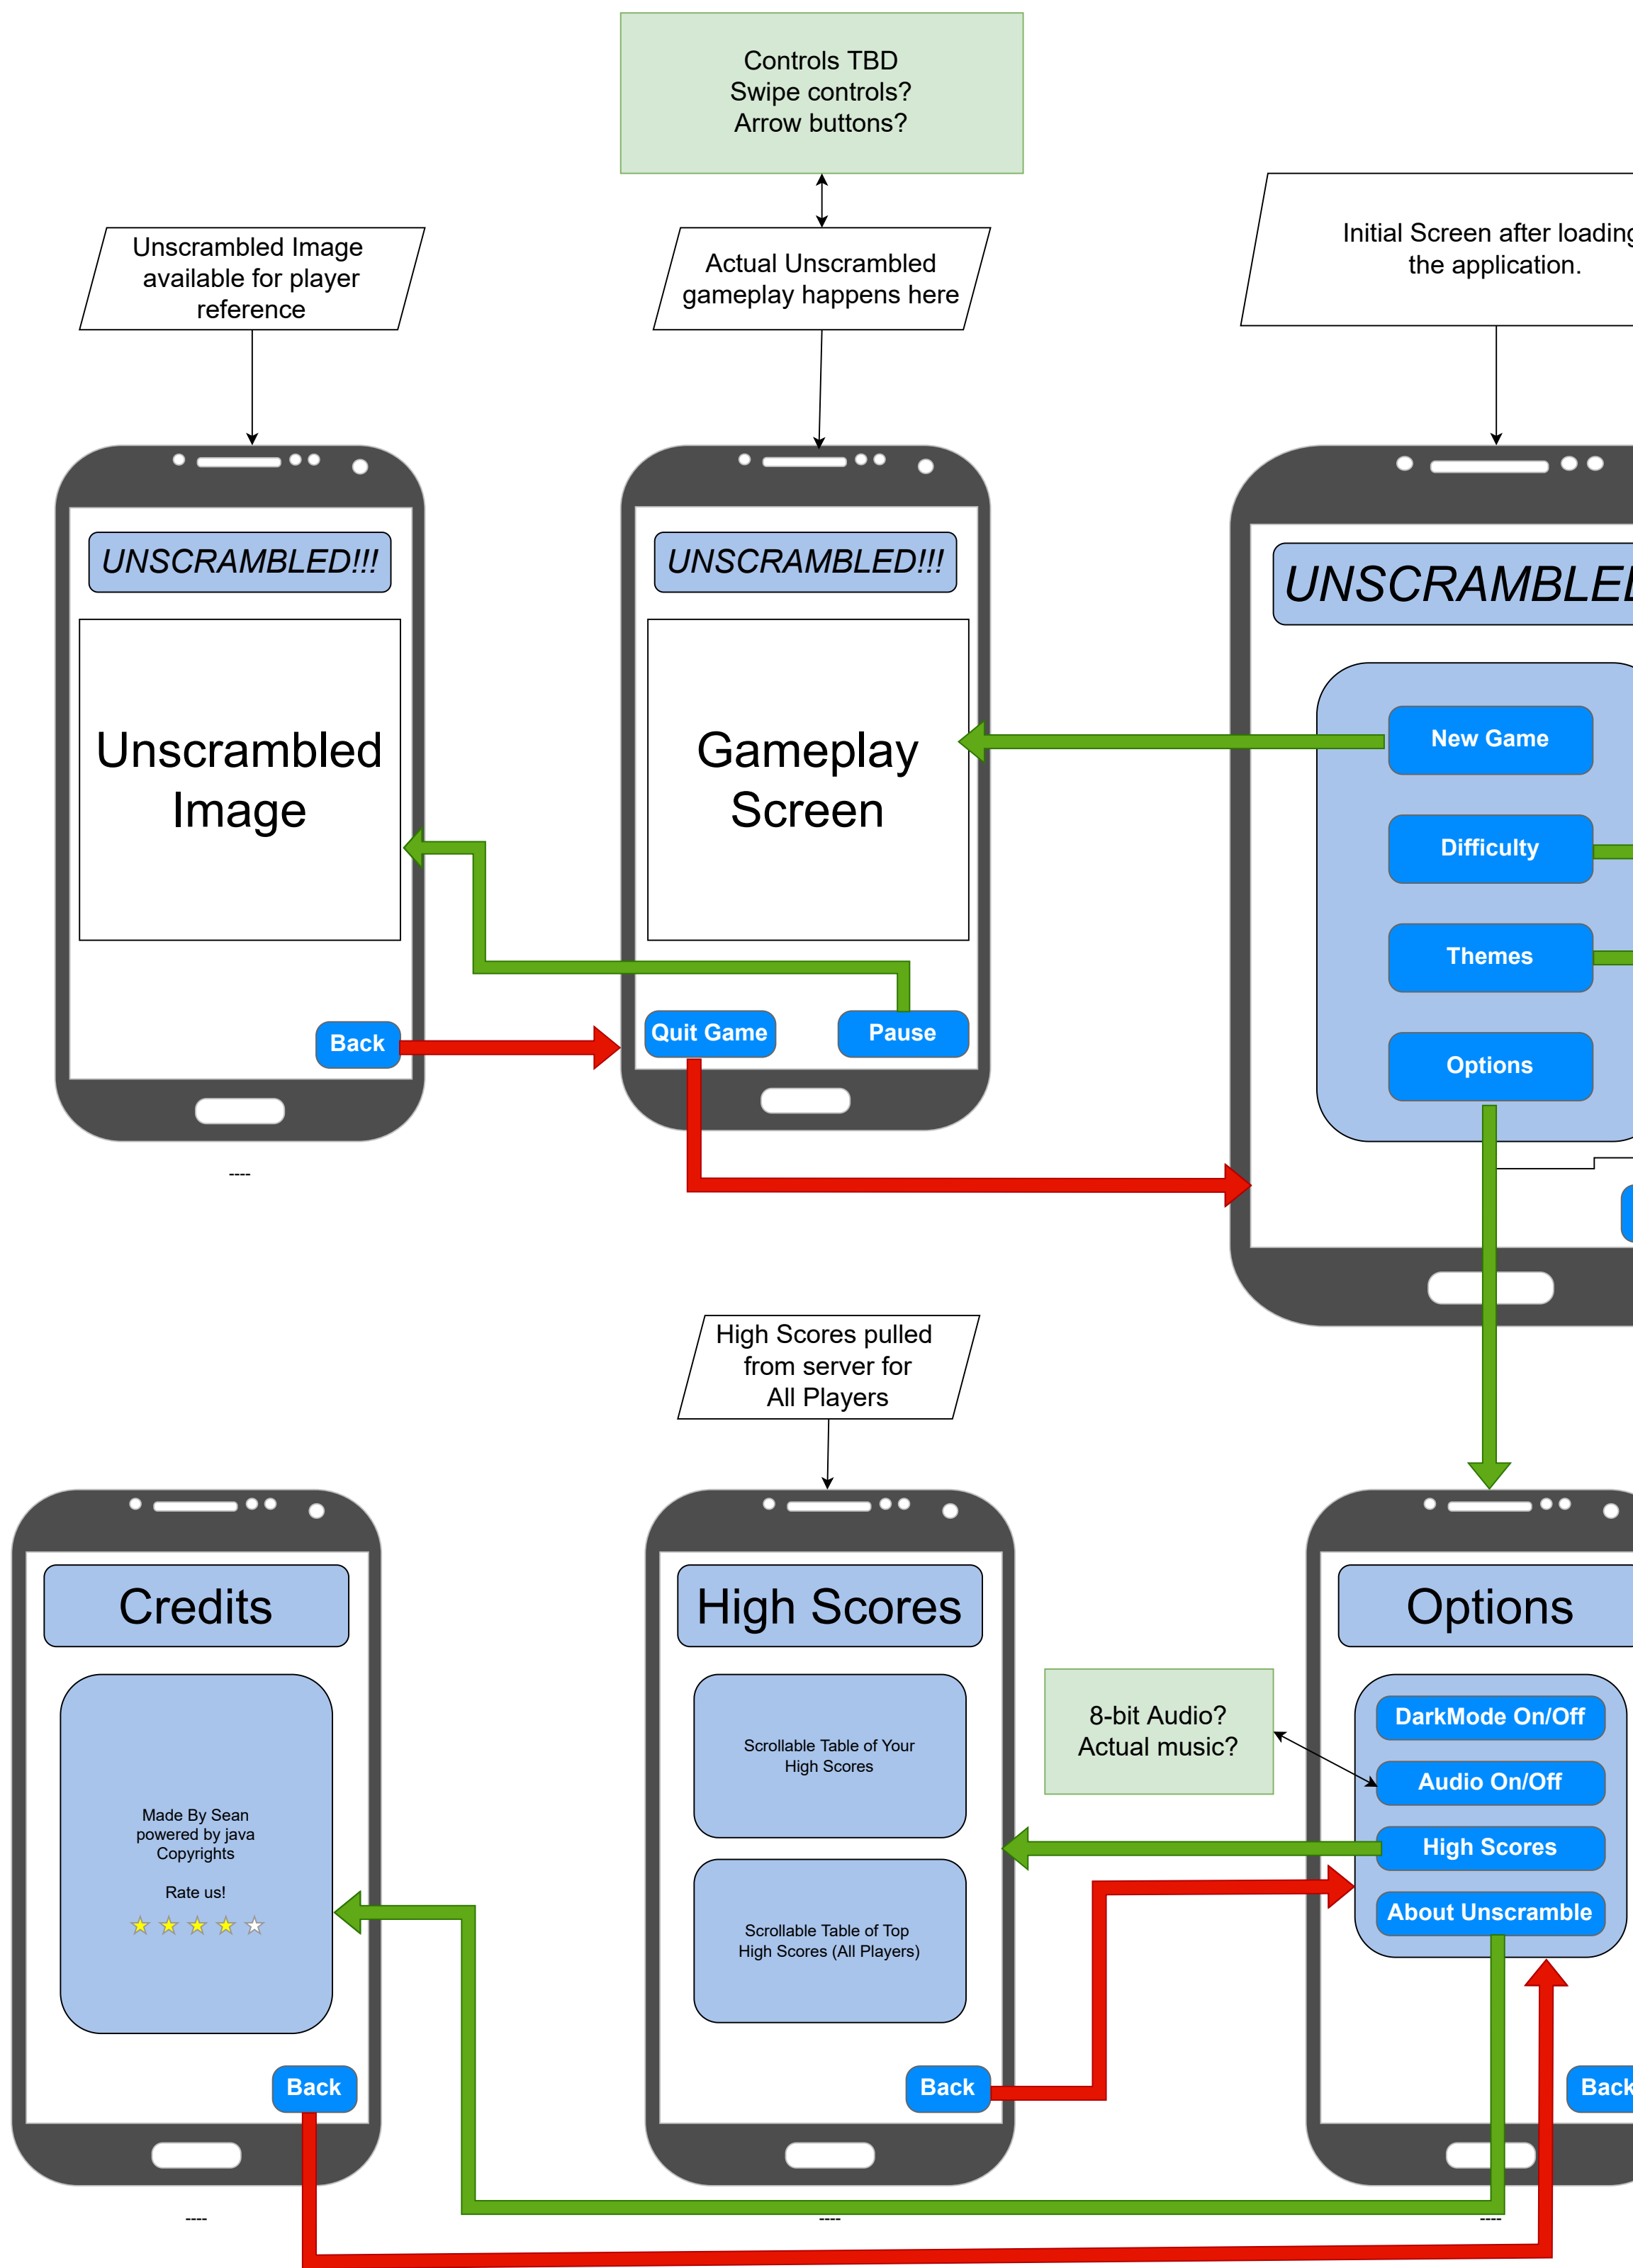 Controls TBD
Swipe controls?
Arrow buttons?
Unscrambled Image
available for player
reference
Actual Unscrambled
gameplay happens here
Initial Screen after loading
the application.
UNSCRAMBLED!!!
Unscrambled
Image
Back
----
UNSCRAMBLED!!!
Gameplay
Screen
Quit Game
Pause
UNSCRAMBLED
New Game
Difficulty
Themes
Options
High Scores pulled
from server for
All Players
Credits
Made By Sean
powered by java
Copyrights
Rate us!
Back
----
High Scores
Scrollable Table of Your
High Scores
Scrollable Table of Top
High Scores (All Players)
Back
----
8-bit Audio?
Actual music?
Options
DarkMode On/Off
Audio On/Off
High Scores
About Unscramble
Back
----